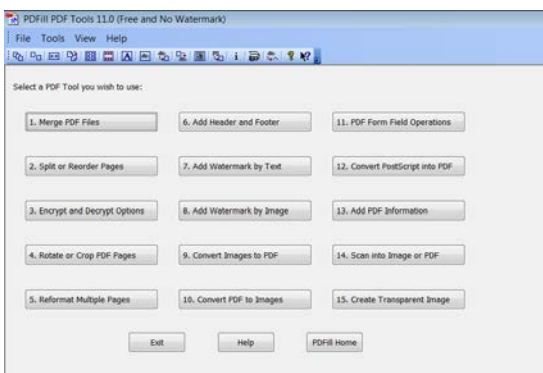 PDFill PDF Tools 11.0 (Free and No Watermark)
File Tools View Help
Select a PDF Tool you wish to use:
1. Merge PDF Files
6. Add Header and Footer
11. PDF Form Field Operations
2. Split or Reorder Pages
7. Add Watermark by Text
12. Convert PostScript into PDF
3. Encrypt and Decrypt Options
8. Add Watermark by Image
13. Add PDF Information
4. Rotate or Crop PDF Pages
9. Convert Images to PDF
14. Scan into Image or PDF
5. Reformat Multiple Pages
10. Convert PDF to Images
15. Create Transparent Image
Exit
Help
PDFill Home